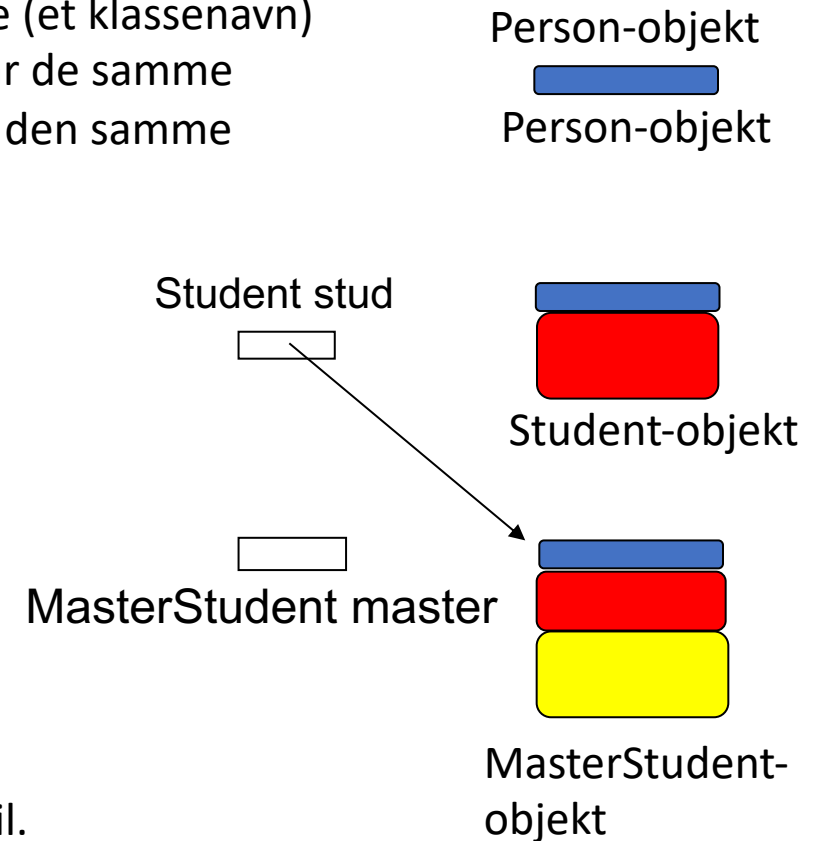 e (et klassenavn)
r de samme
den samme
Person-objekt
Person-objekt
Student stud
Student-objekt
MasterStudent master
MasterStudent-
objekt
il.